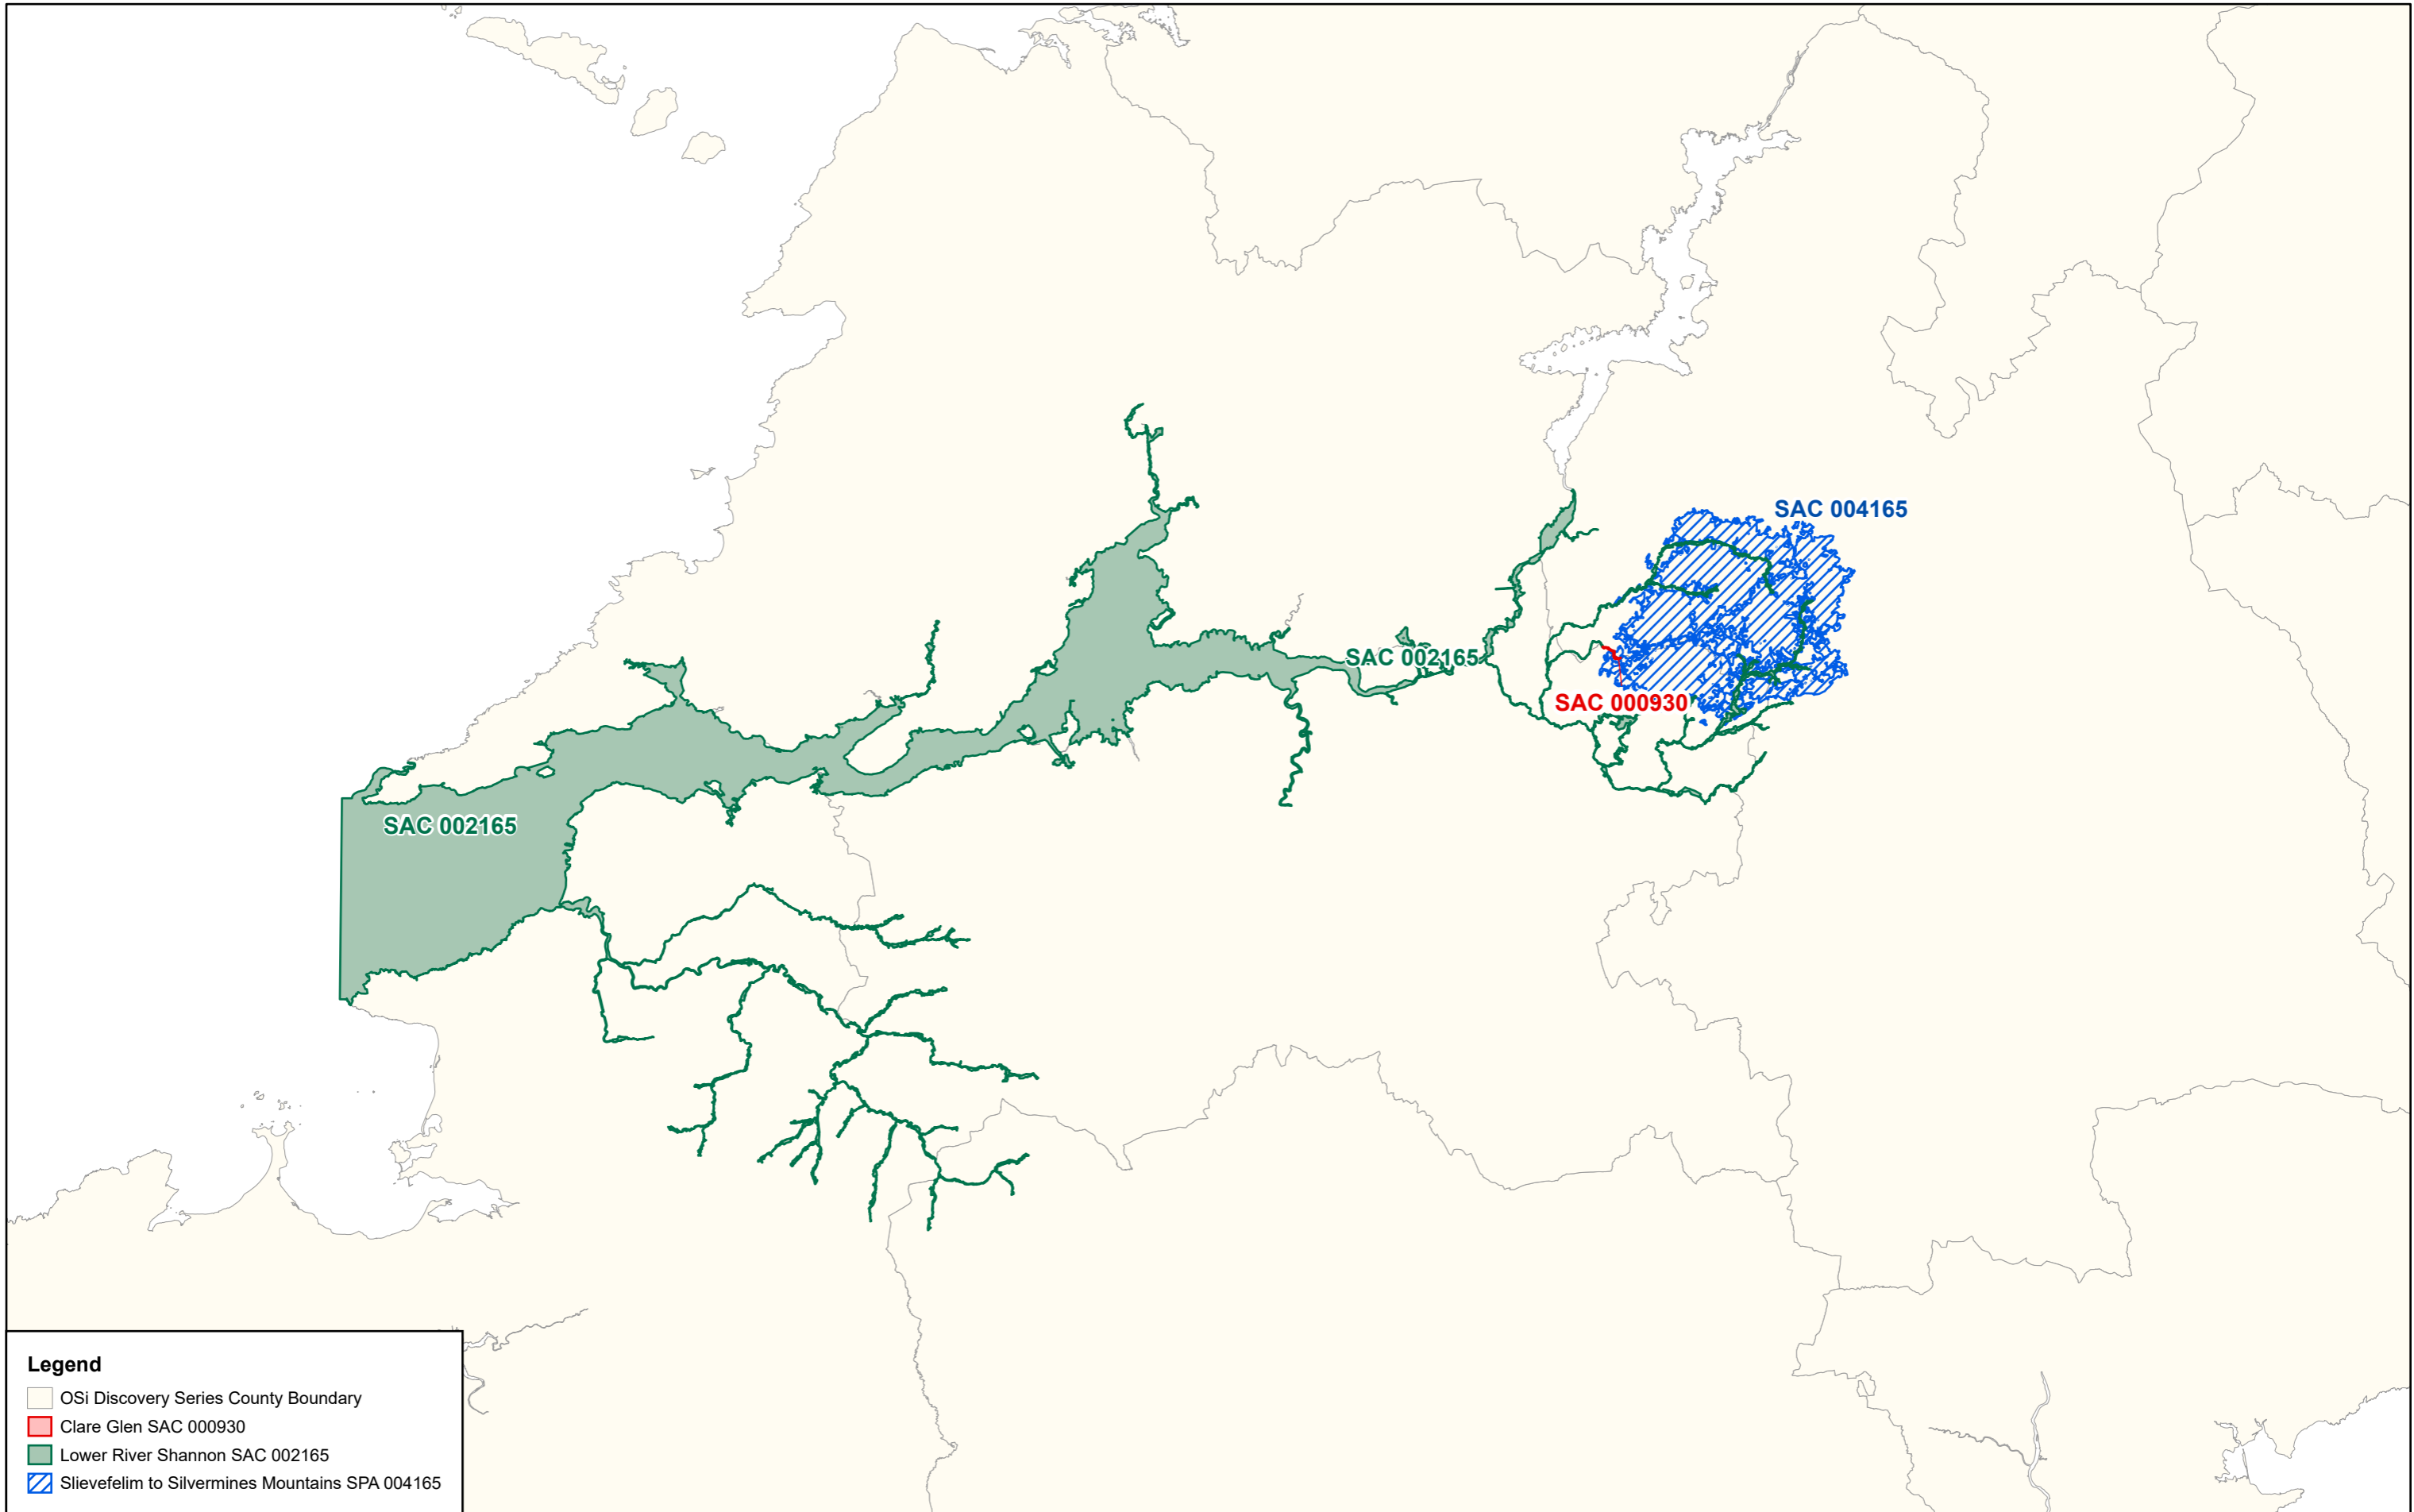 SAC 004165
SAC 002165
SAC 000930
SAC 002165
Legend
OSi Discovery Series County Boundary
Clare Glen SAC 000930
Lower River Shannon SAC 002165
Slievefelim to Silvermines Mountains SPA 004165